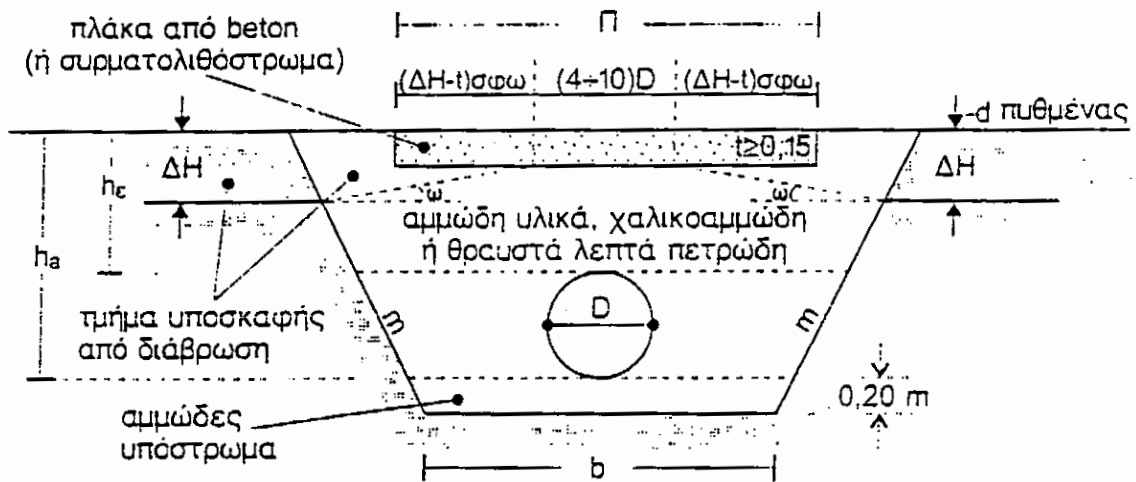 Π
πλάκα από beton
(ή συρματολιθόστρωμα)
(ΔΗ-t)σφω
(4÷10)D
(ΔΗ-t)σφω
-d πυθμένας
t≥0,15
ΔΗ
ΔΗ
hε
ω
ω
αμμώδη υλικά, χαλικοαμμώδη
ή θραυστά λεπτά πετρώδη
ha
D
m
m
τμήμα υποσκαφής
από διάβρωση
0,20 m
αμμώδες
υπόστρωμα
b